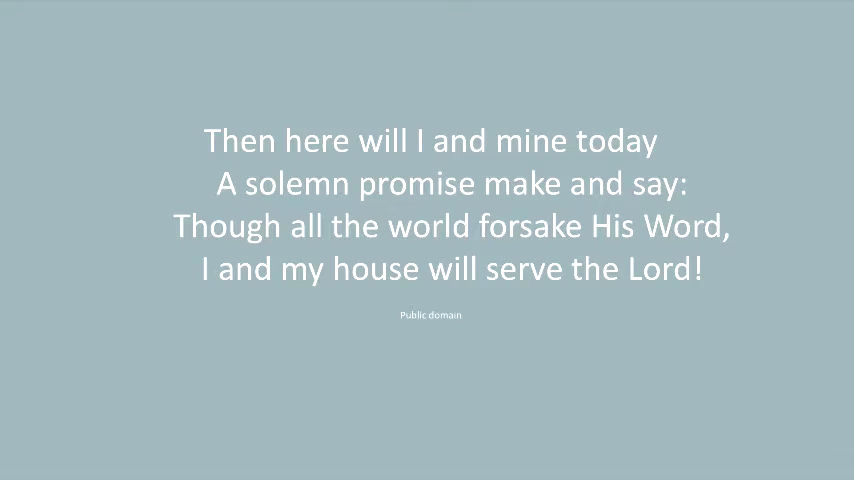 Then here will I and mine today
A solemn promise make and say:
Though all the world forsake His Word,
I and my house will serve the Lord!
Public domain